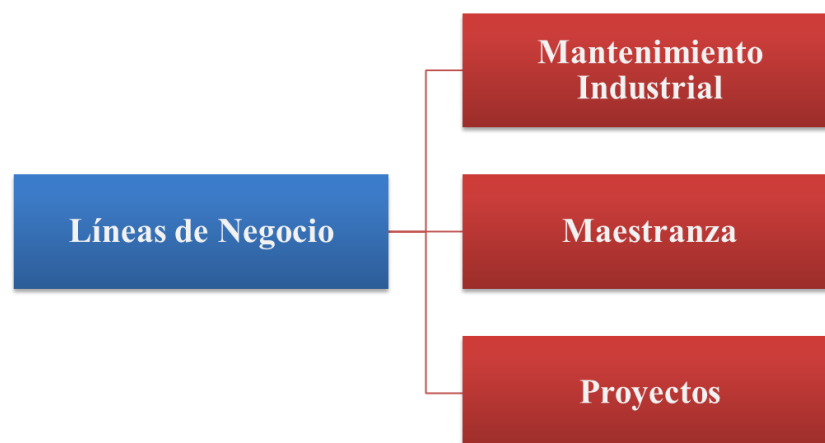 Líneas de Negocio
Mantenimiento
Industrial
Maestranza
Proyectos